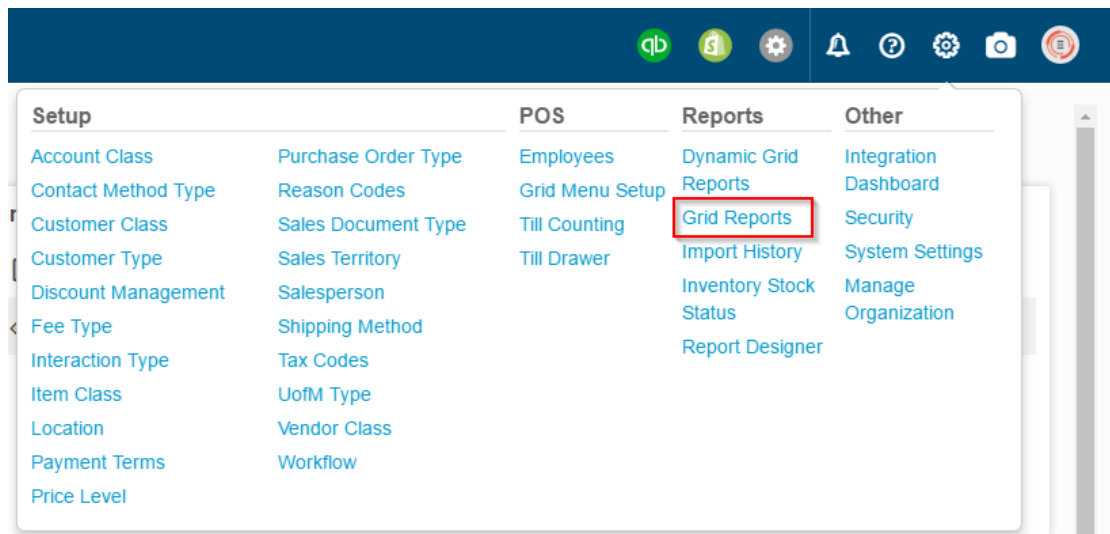 qb
S
Setup
Account Class
Contact Method Type
Customer Class
Customer Type
Discount Management
Fee Type
Interaction Type
Item Class
Location
Payment Terms
Price Level
Purchase Order Type
Reason Codes
Sales Document Type
Sales Territory
Salesperson
Shipping Method
Tax Codes
UofM Type
Vendor Class
Workflow
POS
Employees
Grid Menu Setup
Till Counting
Till Drawer
Reports
Dynamic Grid
Reports
Grid Reports
Import History
Inventory Stock
Status
Report Designer
Other
Integration
Dashboard
Security
System Settings
Manage
Organization